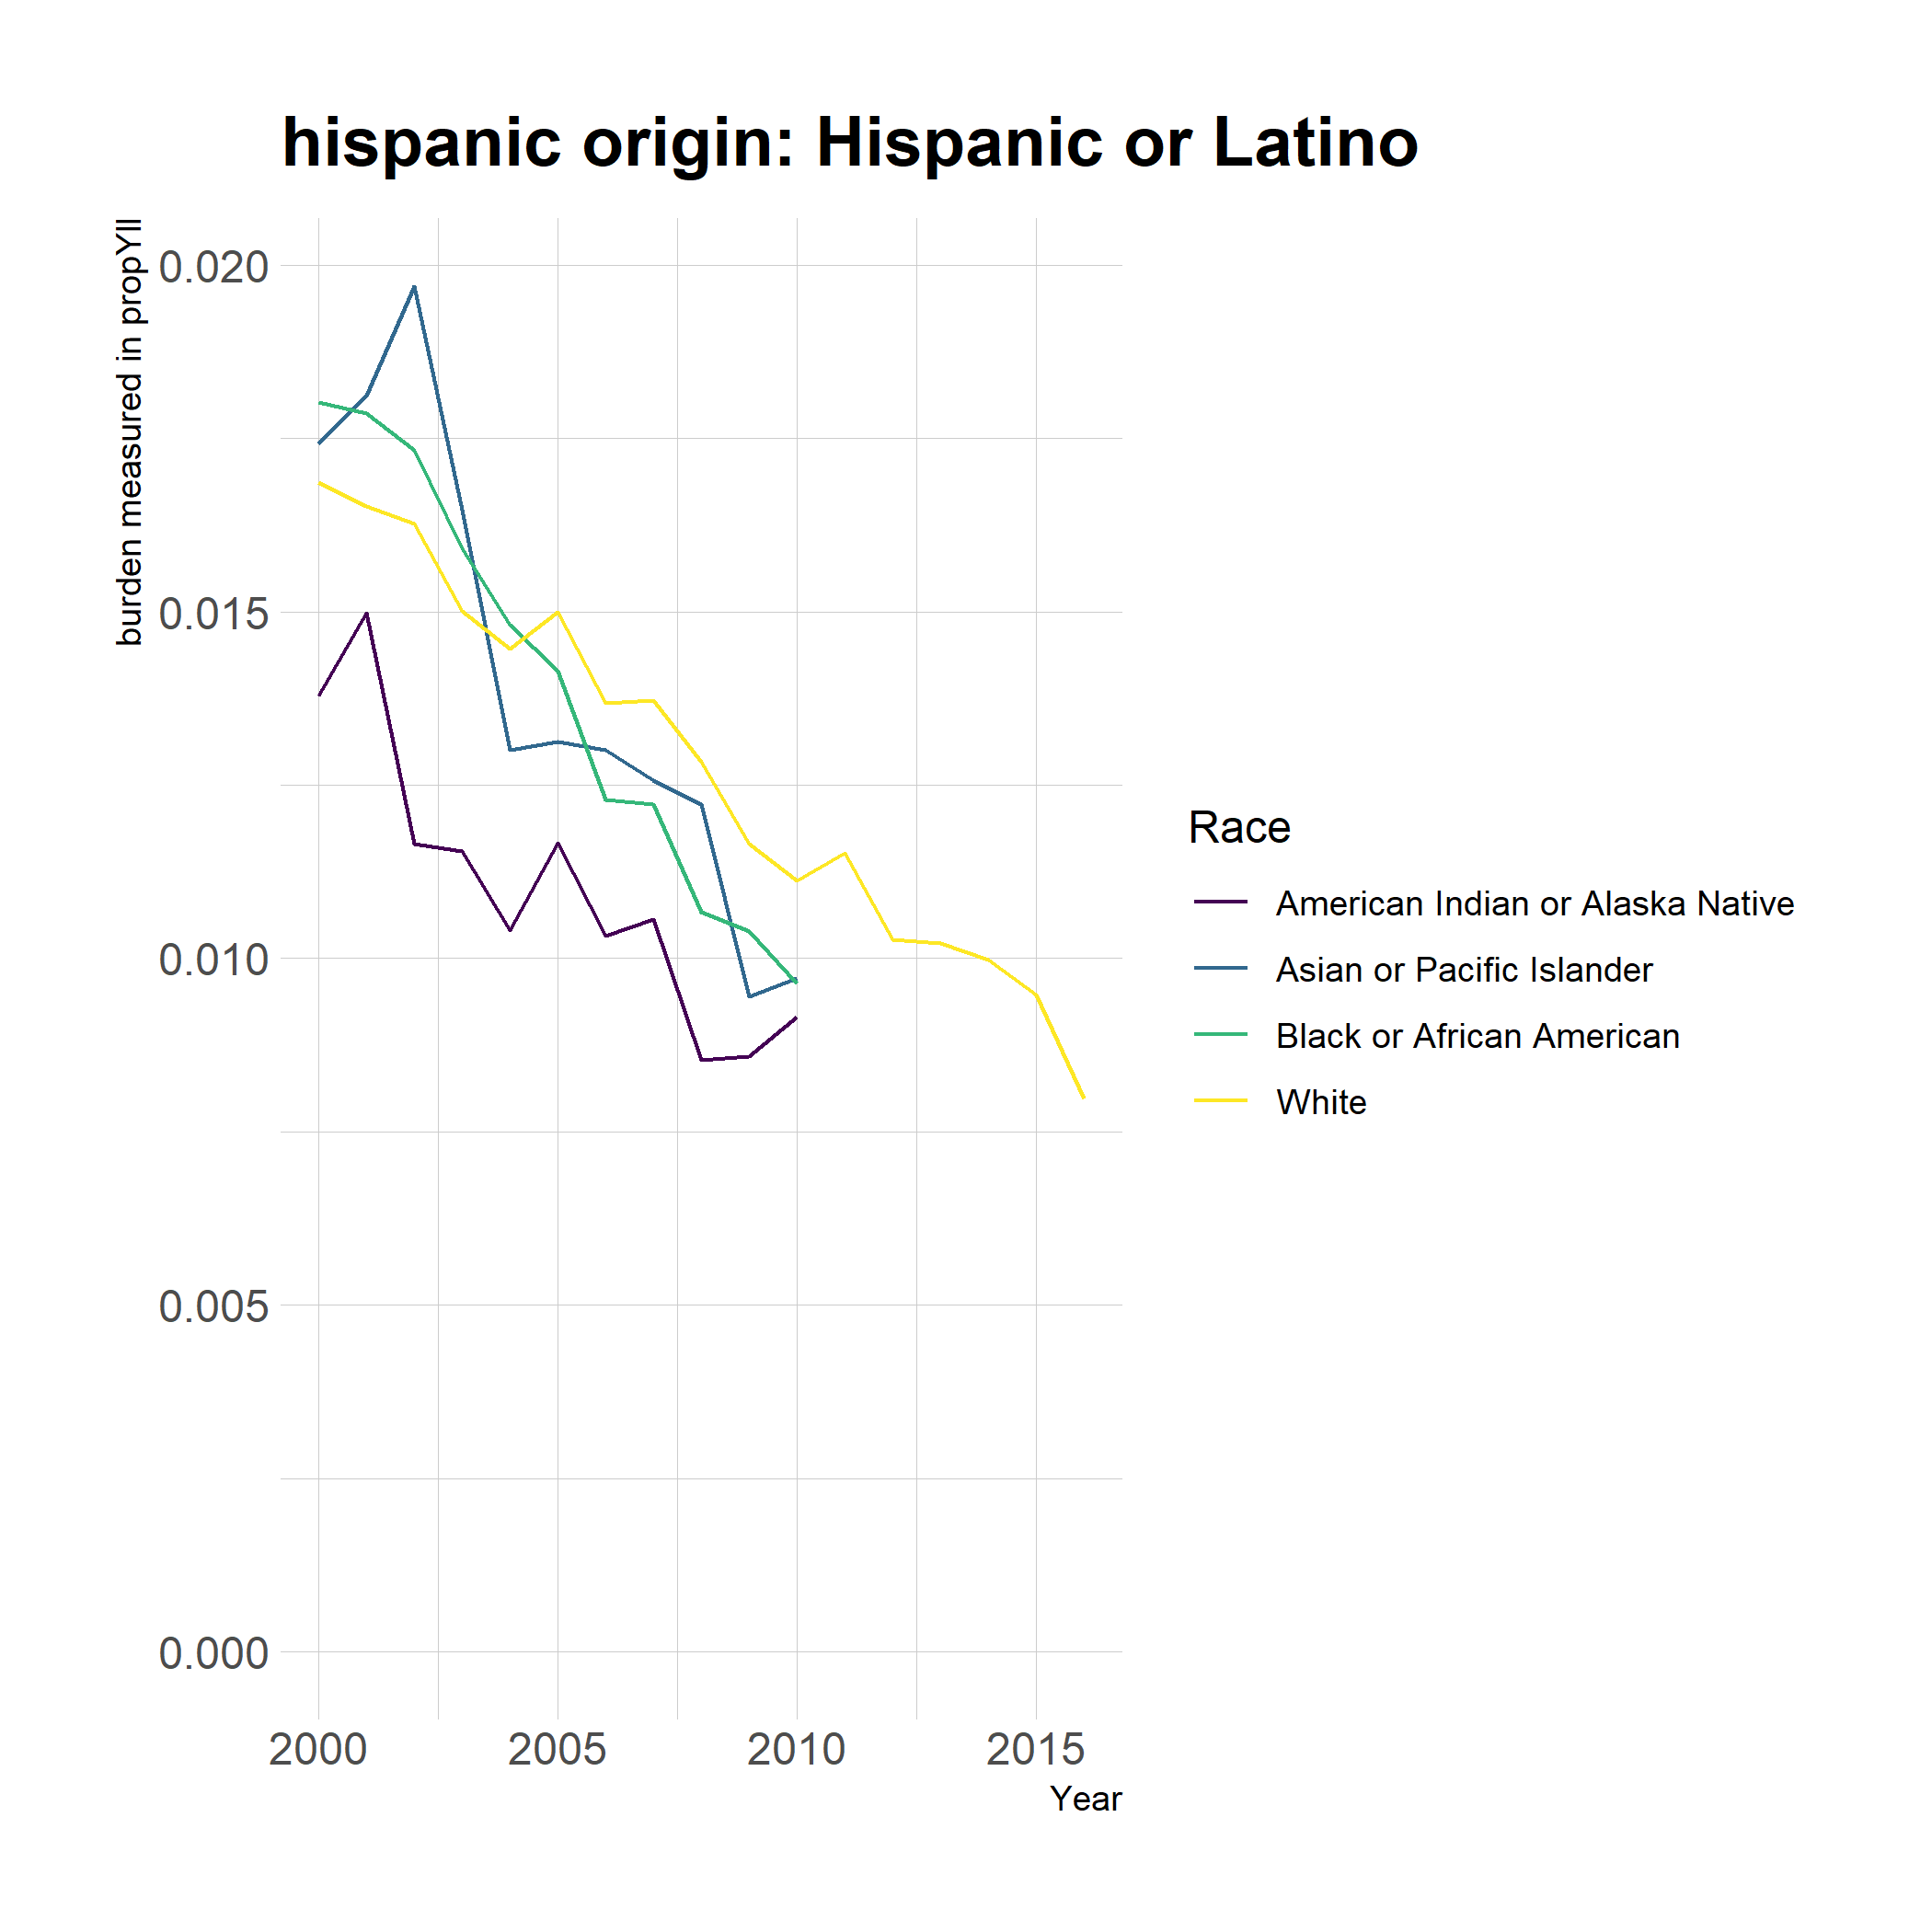 hispanic origin: Hispanic or Latino
burden measured in propYll
0.020
0.015
0.010
0.005
0.000
2000 2005 2010 2015
Year
Race
American Indian or Alaska Native
Asian or Pacific Islander
Black or African American
White